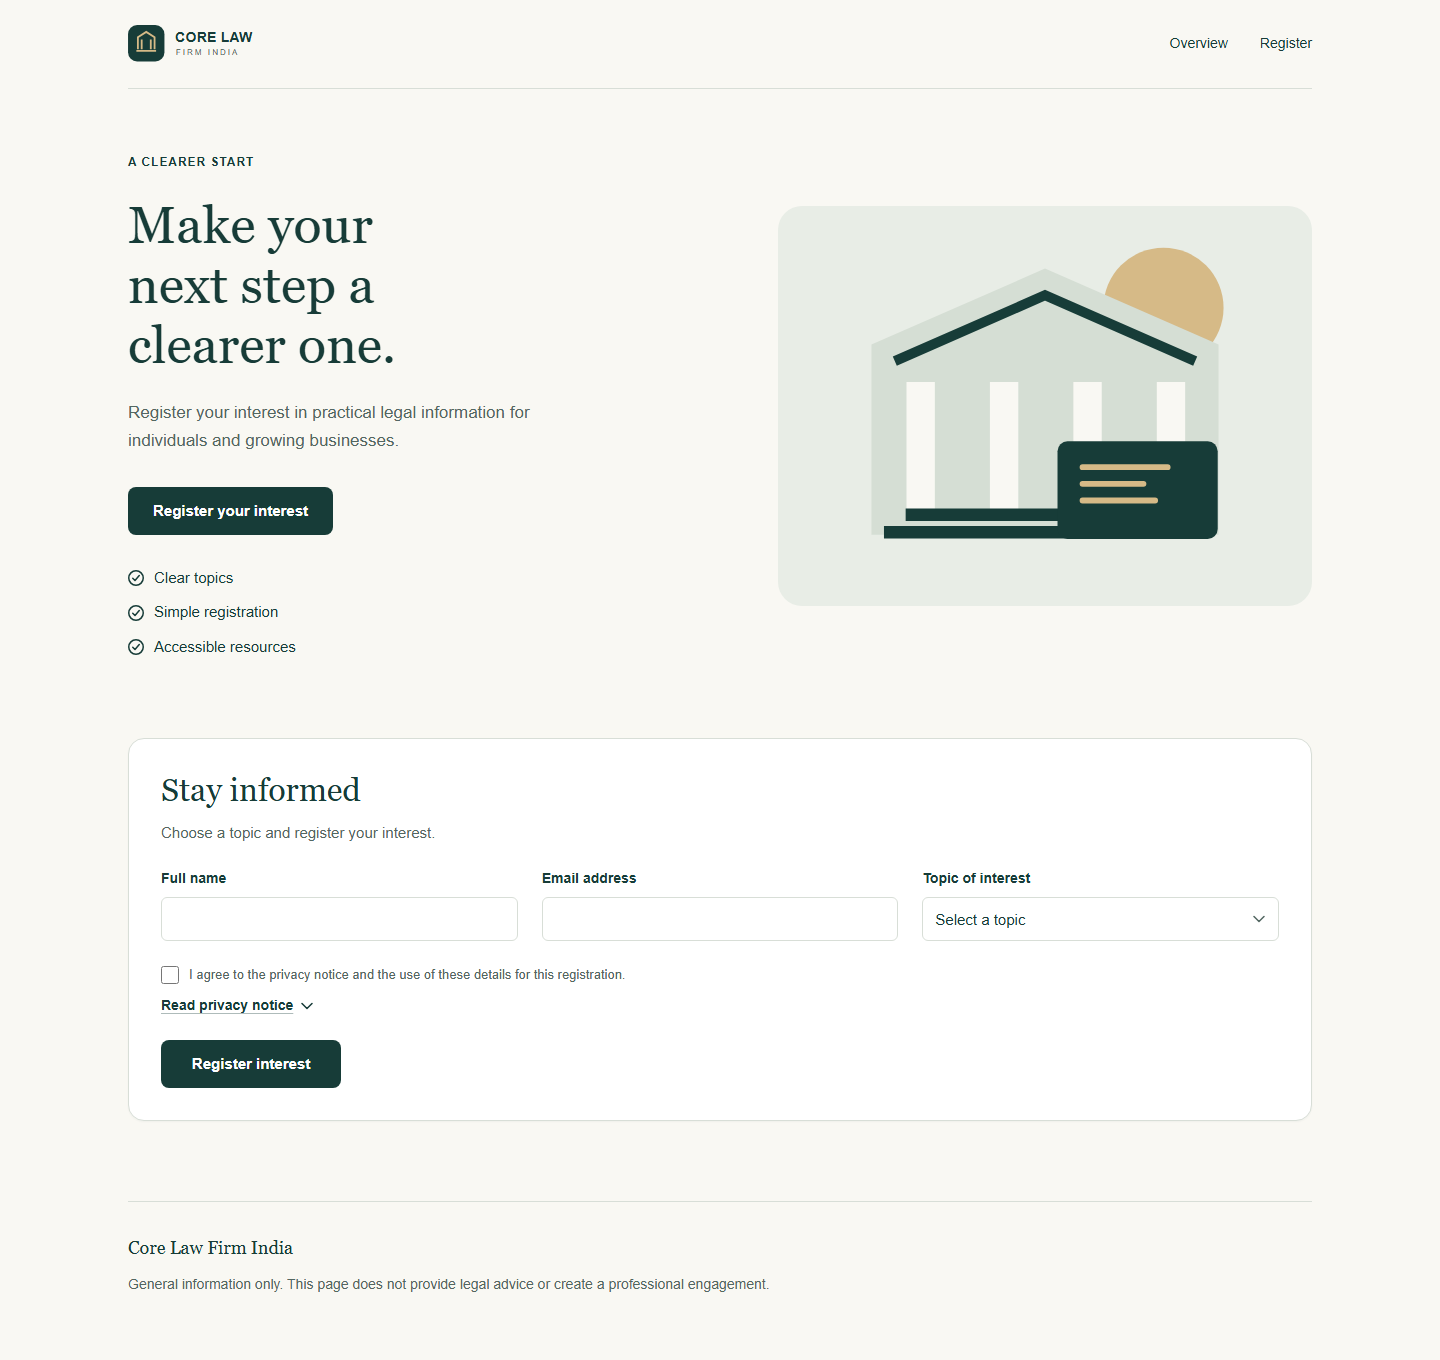 CORE LAW
FIRM INDIA
Overview
Register
A CLEARER START
Make your
next step a
clearer one.
Register your interest in practical legal information for
individuals and growing businesses.
Register your interest
Clear topics
Simple registration
Accessible resources
Stay informed
Choose a topic and register your interest.
Full name
Email address
Topic of interest
Select a topic
I agree to the privacy notice and the use of these details for this registration.
Read privacy notice
Register interest
Core Law Firm India
General information only. This page does not provide legal advice or create a professional engagement.